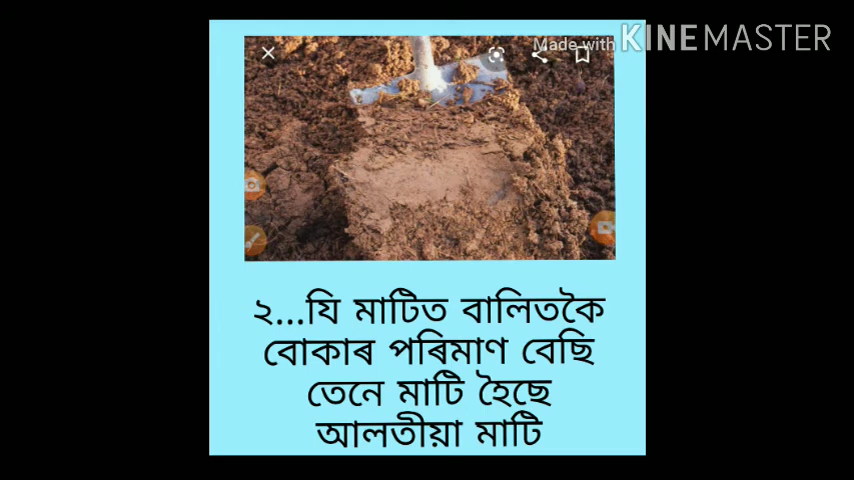 Made with KINEMASTER
২...যি মাটিত বালিতকৈ
বোকাৰ পৰিমাণ বেছি
তেনে মাটি হৈছে
আলতীয়া মাটি